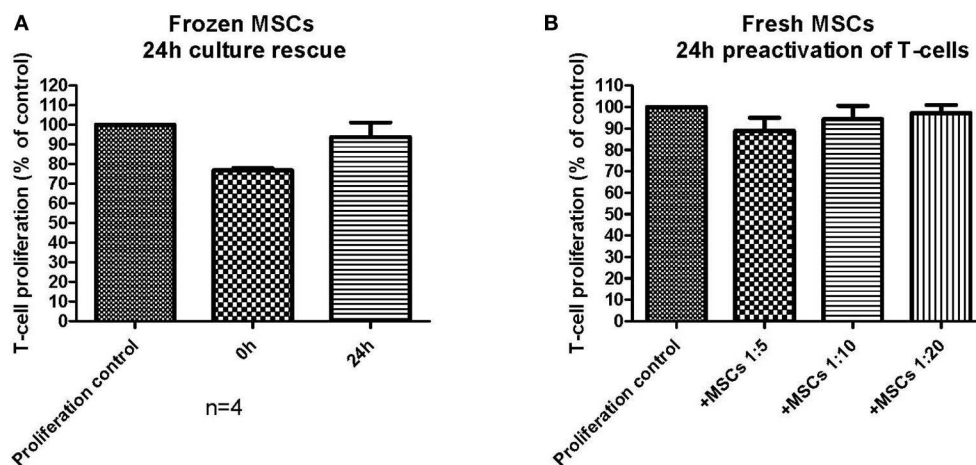 A
Frozen MSCs
24h culture rescue
T-cell proliferation (% of control)
120
110
100
90
80
70
60
50
40
30
20
10
0
Proliferation control
0h
24h
n=4
B
Fresh MSCs
24h preactivation of T-cells
T-cell proliferation (% of control)
110
100
90
80
70
60
50
40
30
20
10
0
Proliferation control
+MSCs 1:5
+MSCs 1:10
+MSCs 1:20